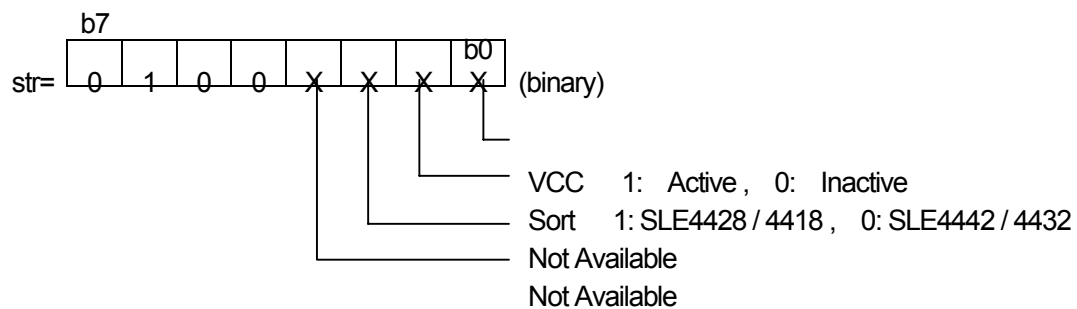 b7
b0
str= 0 1 0 0 X X X X (binary)
VCC 1: Active , 0: Inactive
Sort 1: SLE4428 / 4418 , 0: SLE4442 / 4432
Not Available
Not Available